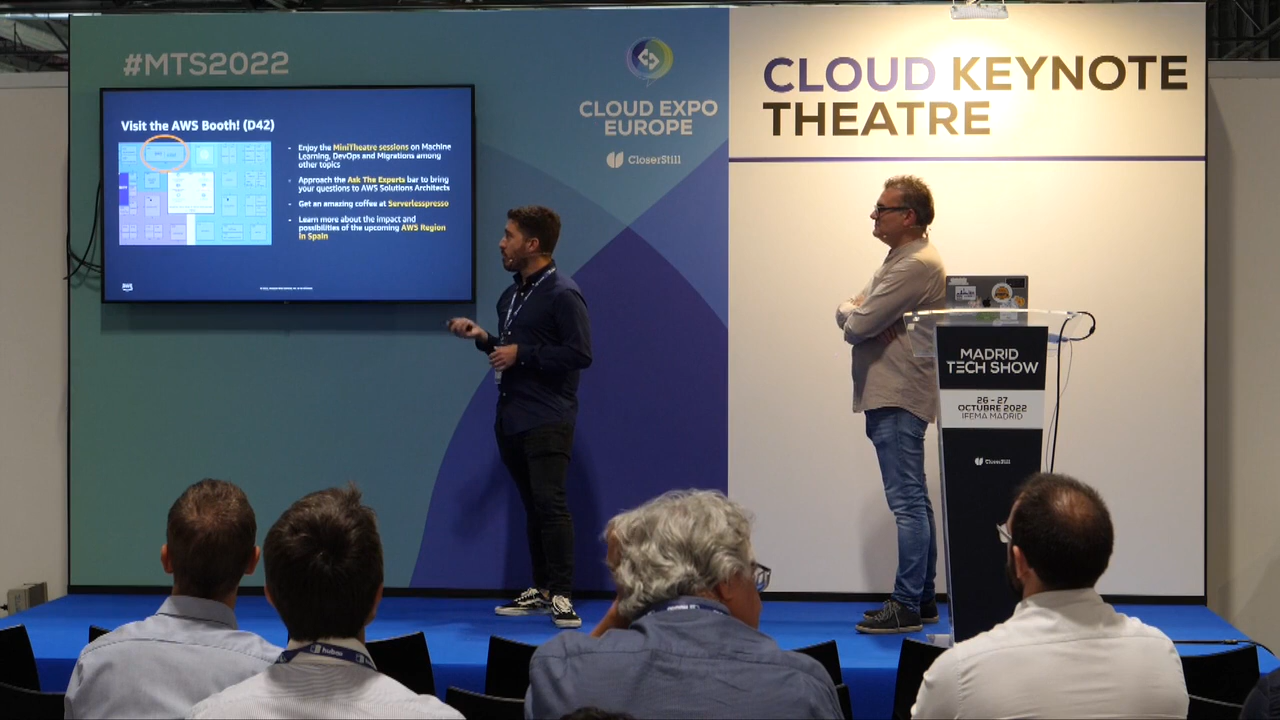 #MTS2022
Visit the AWS Booth! (D42)
- Enjoy the MiniTheatre sessions on Machine
Learning, DevOps and Migrations among
other topics
- Approach the Ask The Experts bar to bring
your questions to AWS Solutions Architects
- Get an amazing coffee at Serverlesspresso
- Learn more about the impact and
possibilities of the upcoming AWS Region
in Spain
aws
CLOUD EXPO
EUROPE
CloserStill
CLOUD KEYNOTE
THEATRE
MADRID
TECH SHOW
26 - 27
OCTUBRE 2022
IFEMA MADRID
CloserStill